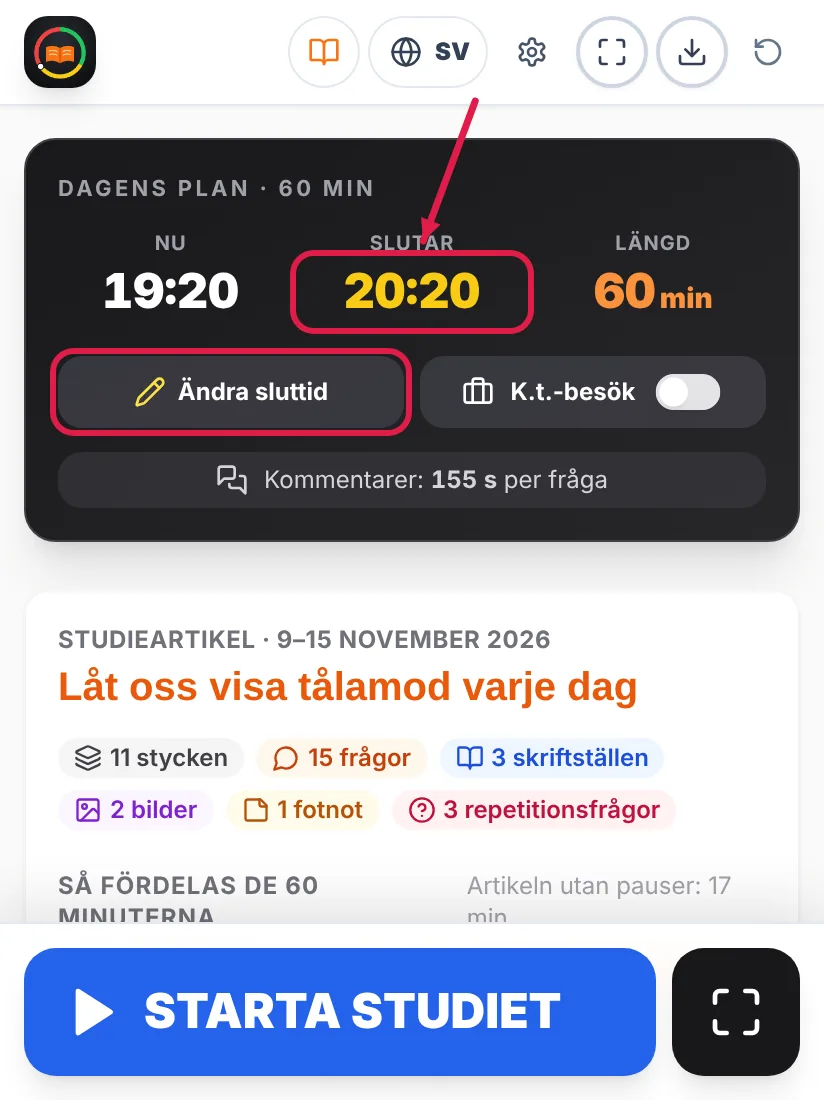 SV
DAGENS PLAN · 60 MIN
NU
SLUTAR
LÄNGD
19:20
20:20
60 min
Ändra sluttid
K.t.-besök
Kommentarer: 155 s per fråga
STUDIEARTIKEL · 9–15 NOVEMBER 2026
Låt oss visa tålamod varje dag
11 stycken
15 frågor
3 skriftställen
2 bilder
1 fotnot
3 repetitionsfrågor
SÅ FÖRDELAS DE 60
MINUTERNA
Artikeln utan pauser: 17
min
STARTA STUDIET